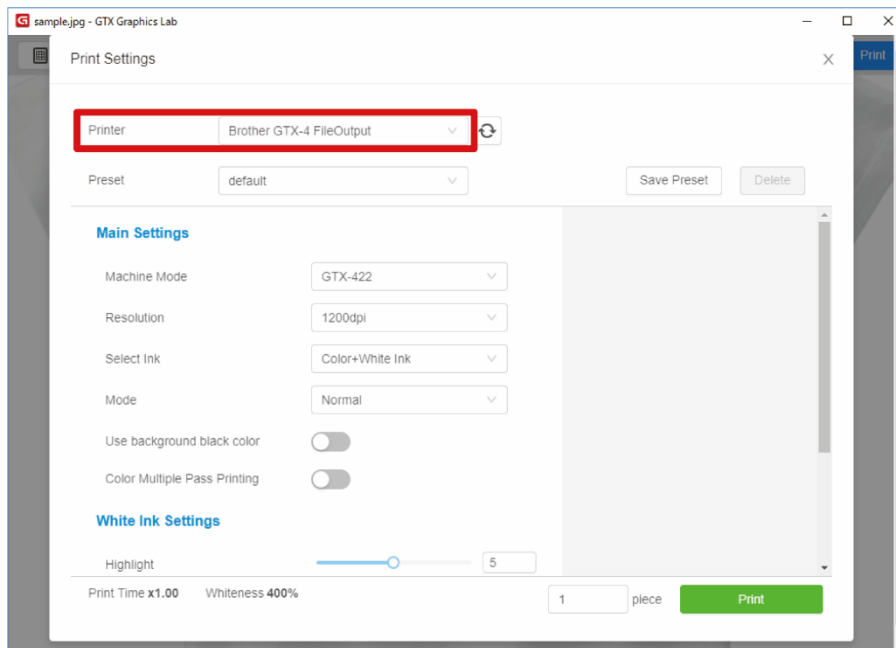 sample.jpg - GTX Graphics Lab
Print
Print Settings
Printer Brother GTX-4 FileOutput
Preset default Save Preset Delete
Main Settings
Machine Mode GTX-422
Resolution 1200dpi
Select Ink Color+White Ink
Mode Normal
Use background black color
Color Multiple Pass Printing
White Ink Settings
Highlight 5
Print Time x1.00 Whiteness 400% 1 piece Print